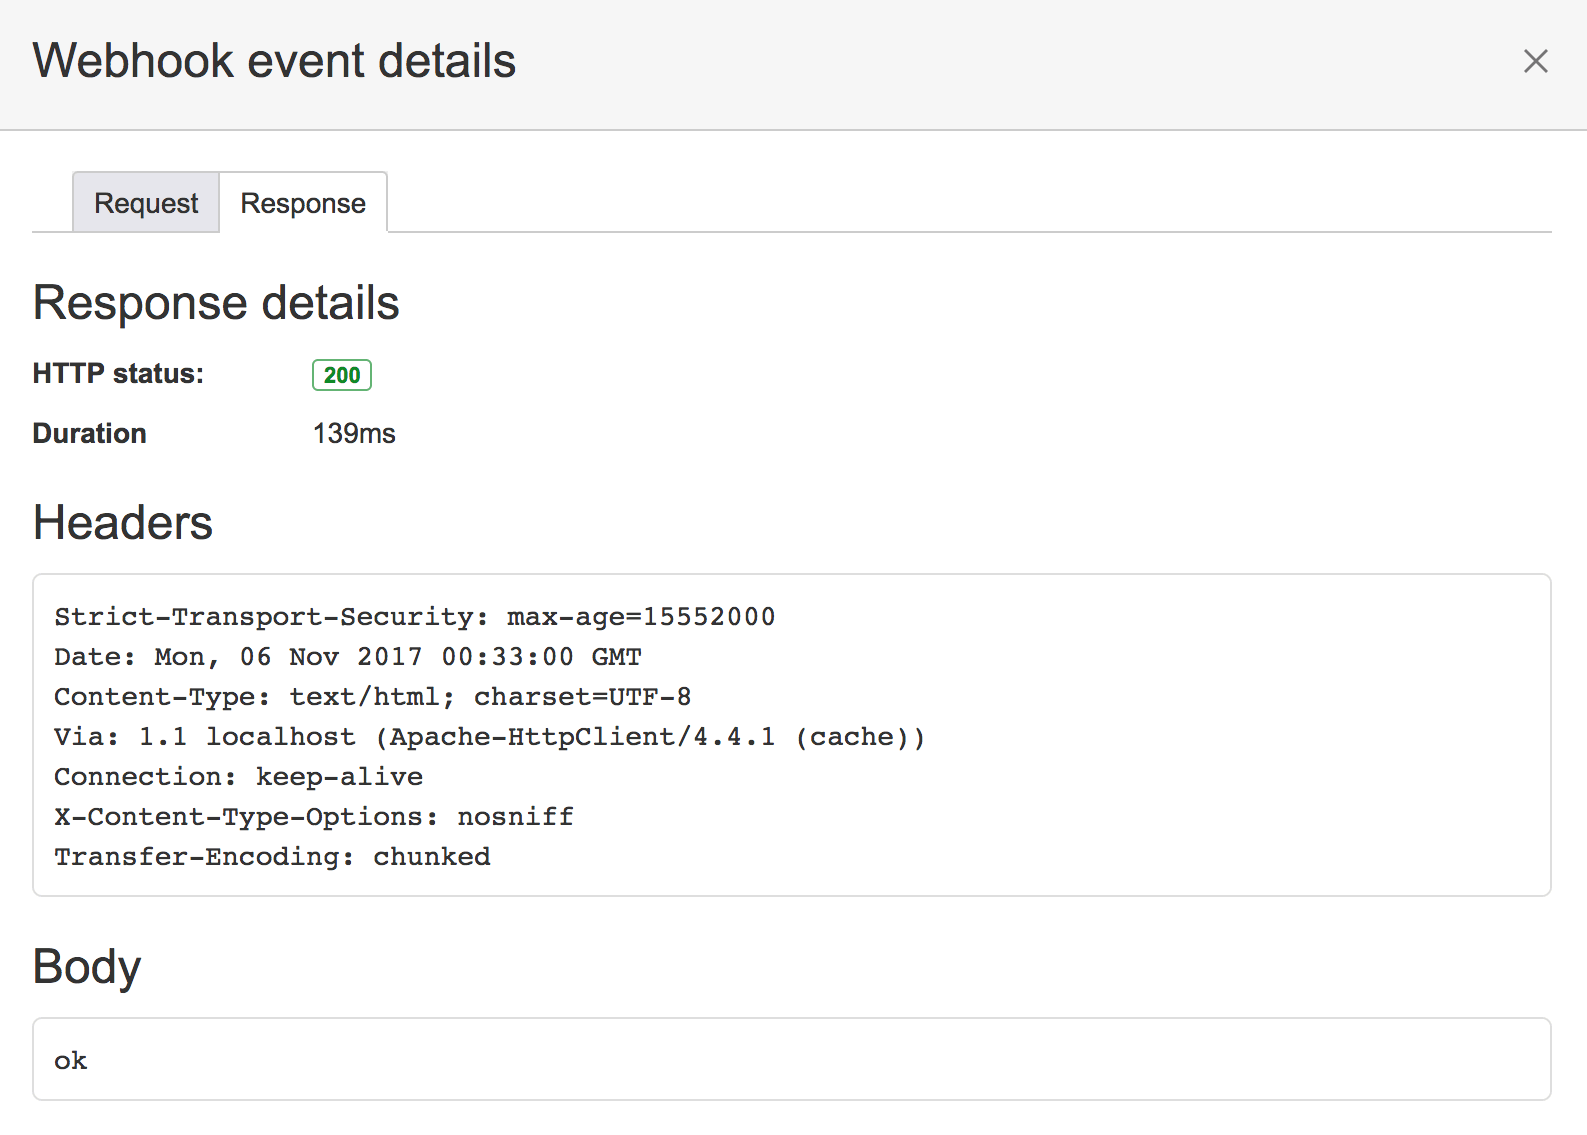 Webhook event details
Request Response
Response details
HTTP status: 200
Duration 139ms
Headers
Strict-Transport-Security: max-age=15552000
Date: Mon, 06 Nov 2017 00:33:00 GMT
Content-Type: text/html; charset=UTF-8
Via: 1.1 localhost (Apache-HttpClient/4.4.1 (cache))
Connection: keep-alive
X-Content-Type-Options: nosniff
Transfer-Encoding: chunked
Body
ok